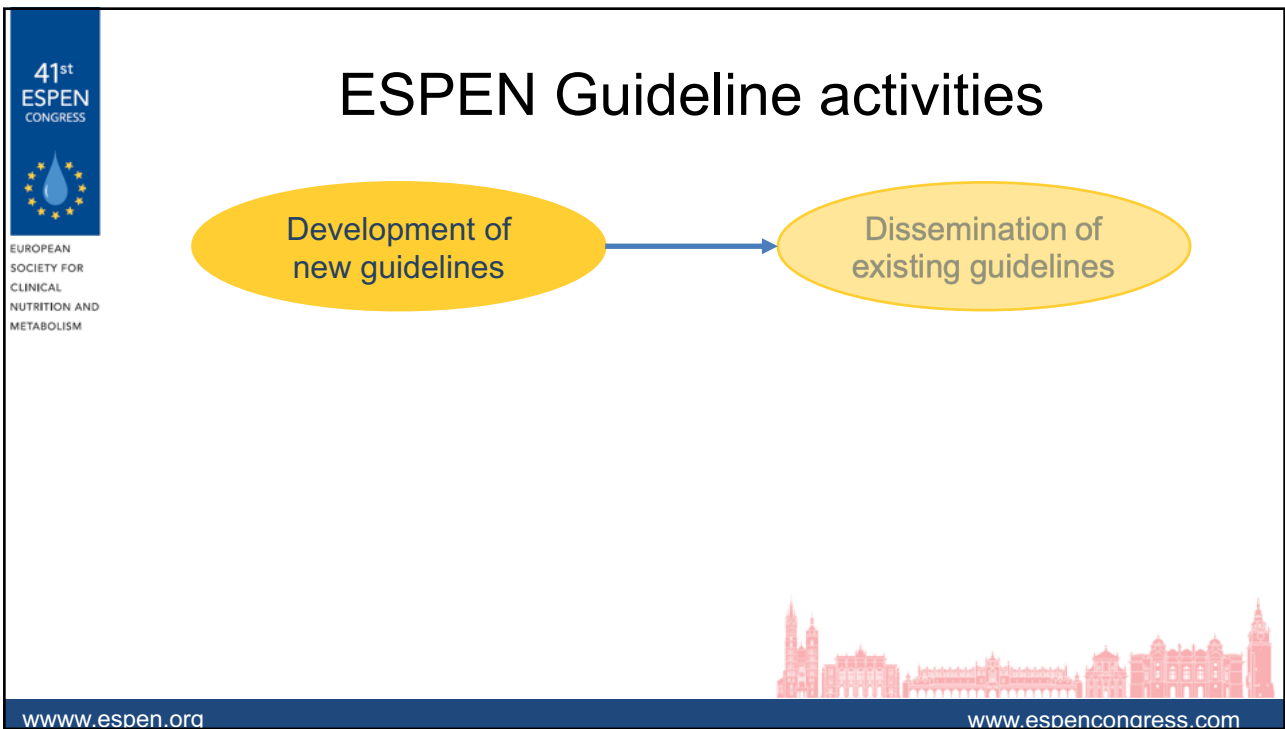 41st
ESPEN
CONGRESS
EUROPEAN
SOCIETY FOR
CLINICAL
NUTRITION AND
METABOLISM
ESPEN Guideline activities
Development of
new guidelines
Dissemination of
existing guidelines
wwww.espen.org
www.espencongress.com